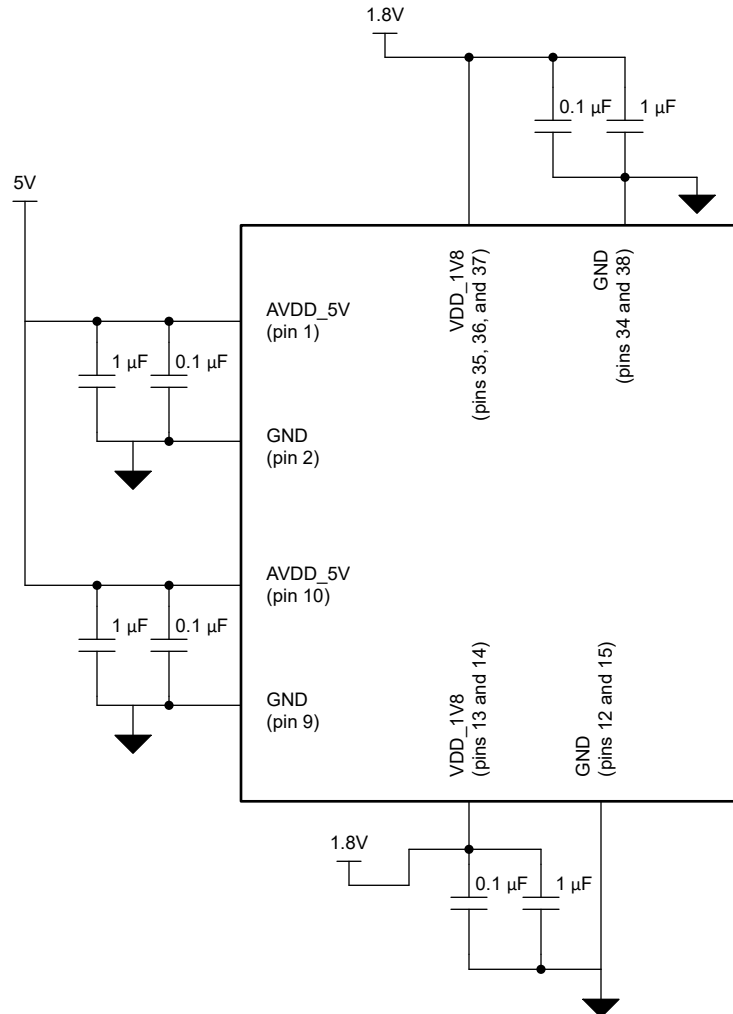 1.8V
0.1 μF
1 μF
5V
VDD_1V8
(pins 35, 36, and 37)
GND
(pins 34 and 38)
AVDD_5V
(pin 1)
1 μF
0.1 μF
GND
(pin 2)
AVDD_5V
(pin 10)
1 μF
0.1 μF
GND
(pin 9)
VDD_1V8
(pins 13 and 14)
GND
(pins 12 and 15)
1.8V
0.1 μF
1 μF